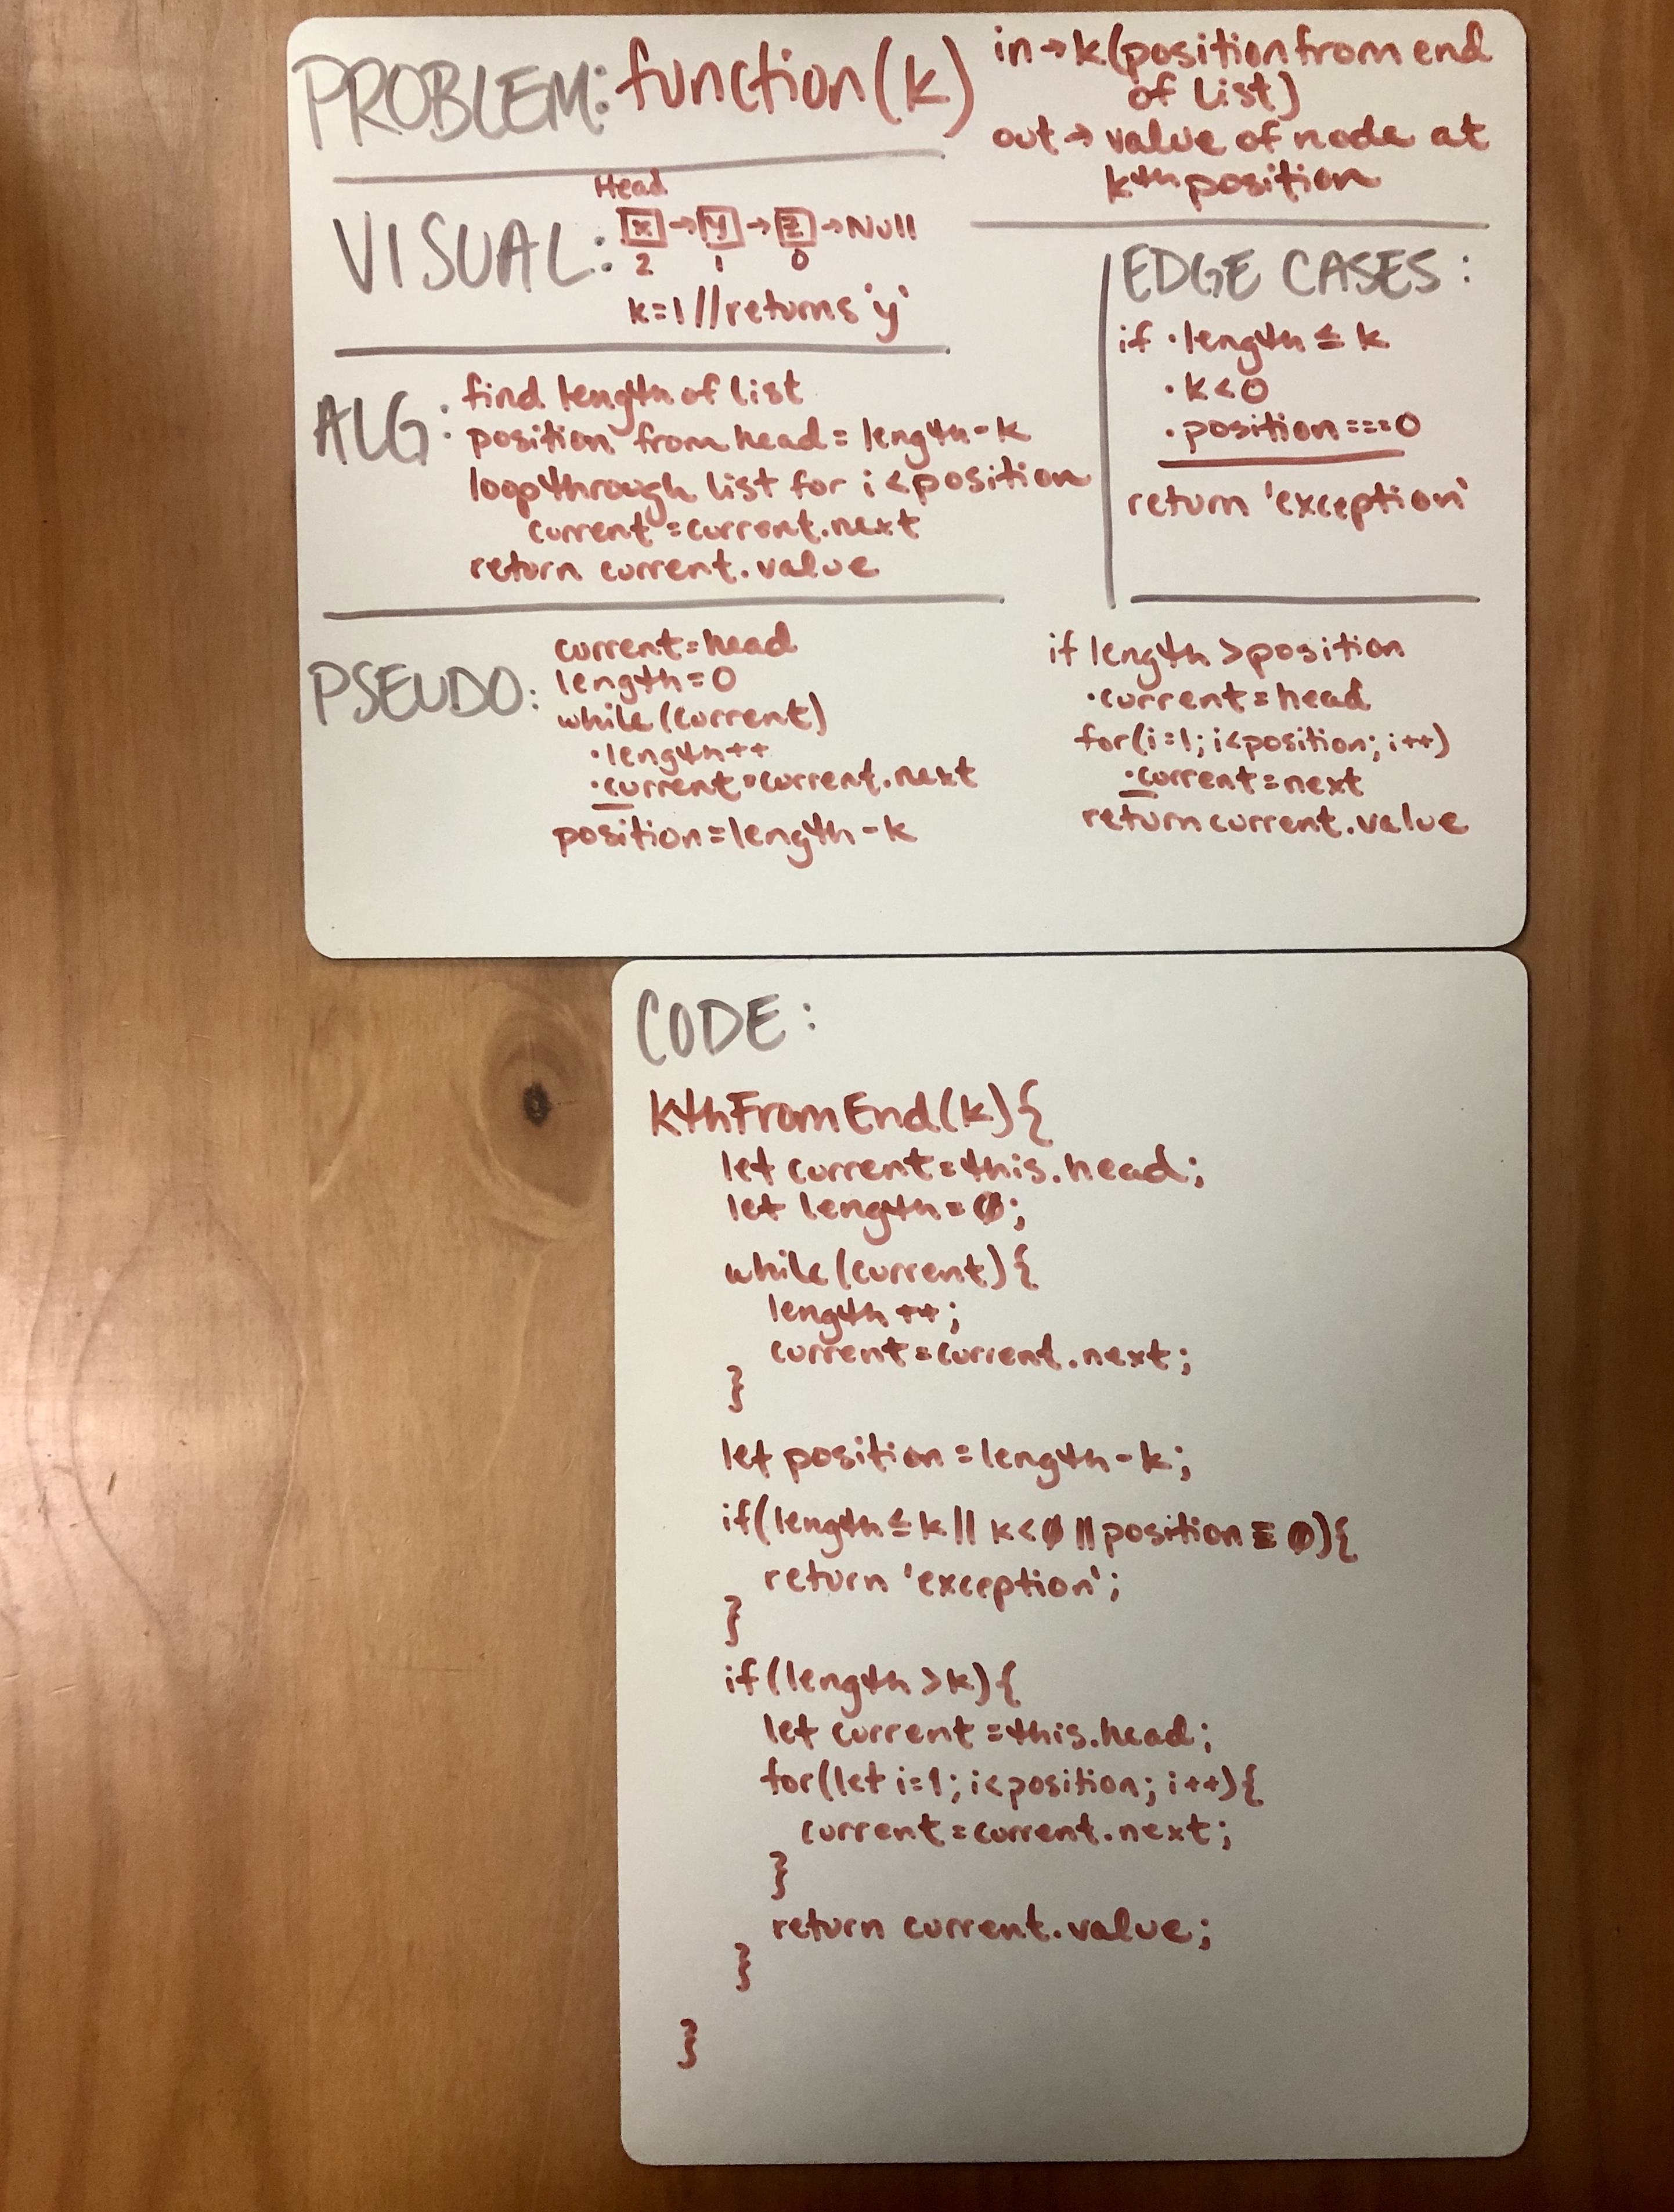 PROBLEM: function(k)
in→k(position from end
of list)
out→ value of node at
kth position
VISUAL:
Head
x → y → z → Null
2 1 0
k=1//returns 'y'
EDGE CASES:
if ·length ≤ k
·k<0
·position===0
return 'exception'
ALG:
find length of list
position from head = length-k
loop through list for i<position
current=current.next
return current.value
PSEUDO:
current=head
length=0
while(current)
·length++
·current=current.next
position=length-k
if length>position
·current=head
for(i=1; i<position; i++)
·current=next
return current.value
CODE:
kthFromEnd(k){
let current=this.head;
let length=0;
while(current){
length++;
current=current.next;
}
let position=length-k;
if(length≤k || k<0 || position≡0){
return 'exception';
}
if(length>k){
let current=this.head;
for(let i=1; i<position; i++){
current=current.next;
}
return current.value;
}
}